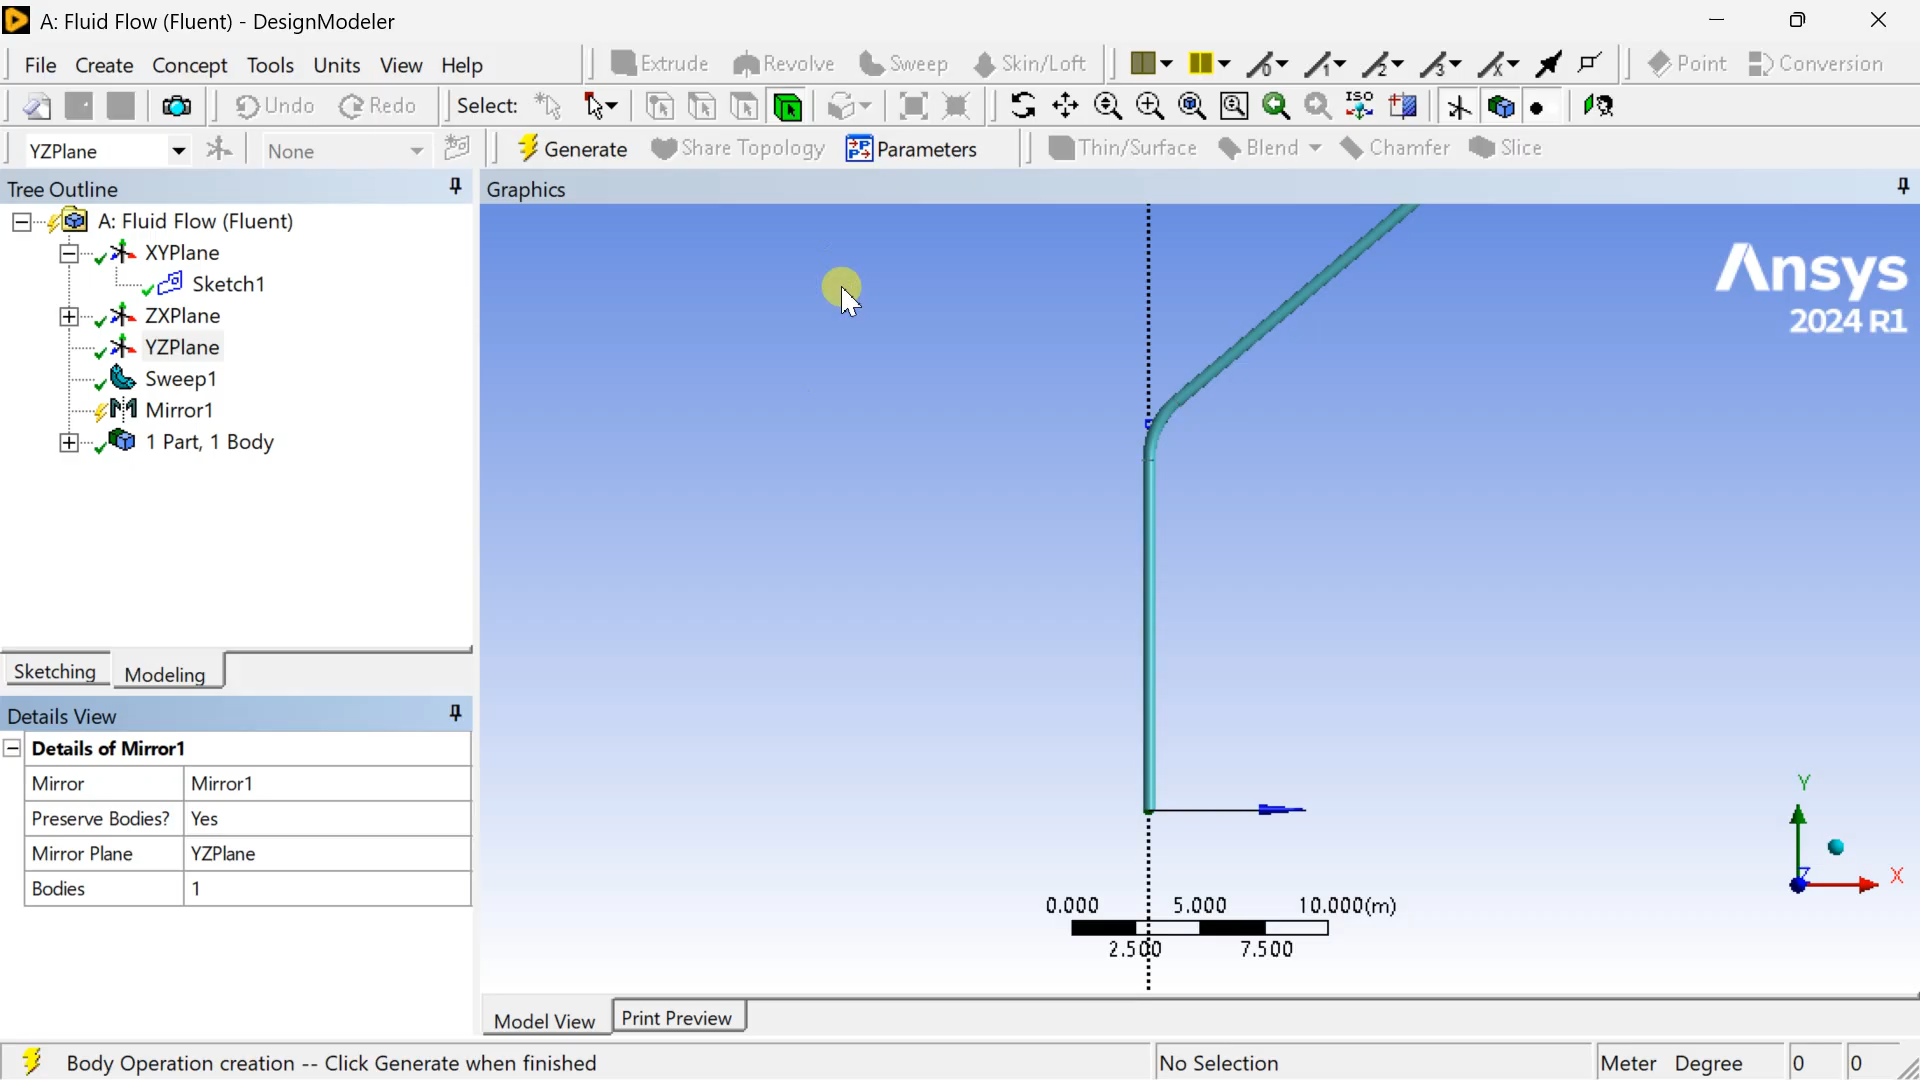 A: Fluid Flow (Fluent) - DesignModeler
File Create Concept Tools Units View Help
Extrude Revolve Sweep Skin/Loft
Point Conversion
Undo Redo Select:
ISO
YZPlane None
Generate Share Topology Parameters
Thin/Surface Blend Chamfer Slice
Tree Outline
A: Fluid Flow (Fluent)
XYPlane
Sketch1
ZXPlane
YZPlane
Sweep1
Mirror1
1 Part, 1 Body
Sketching Modeling
Details View
Details of Mirror1
Mirror Mirror1
Preserve Bodies? Yes
Mirror Plane YZPlane
Bodies 1
Graphics
Ansys
2024 R1
Y
Z
X
0.000 5.000 10.000(m)
2.500 7.500
Model View Print Preview
Body Operation creation -- Click Generate when finished
No Selection
Meter Degree 0 0